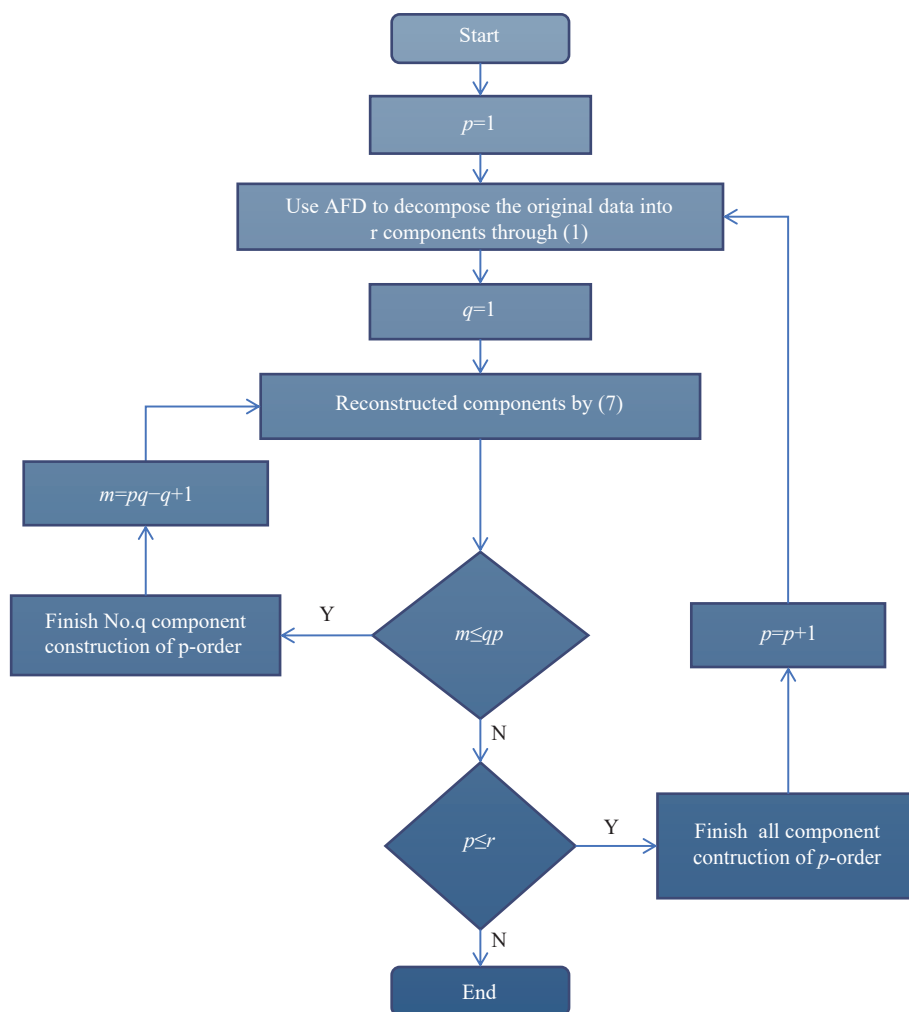 Start
p=1
Use AFD to decompose the original data into
r components through (1)
q=1
Reconstructed components by (7)
m=pq−q+1
Finish No.q component
construction of p-order
Y
m≤qp
p=p+1
N
p≤r
Y
Finish all component
contruction of p-order
N
End